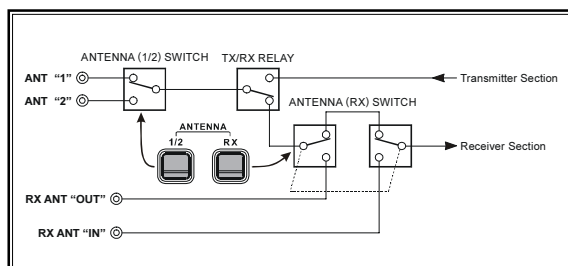 ANTENNA (1/2) SWITCH TX/RX RELAY
ANT “1”
Transmitter Section
ANT “2”
ANTENNA (RX) SWITCH
ANTENNA
1/2 RX
Receiver Section
RX ANT “OUT”
RX ANT “IN”